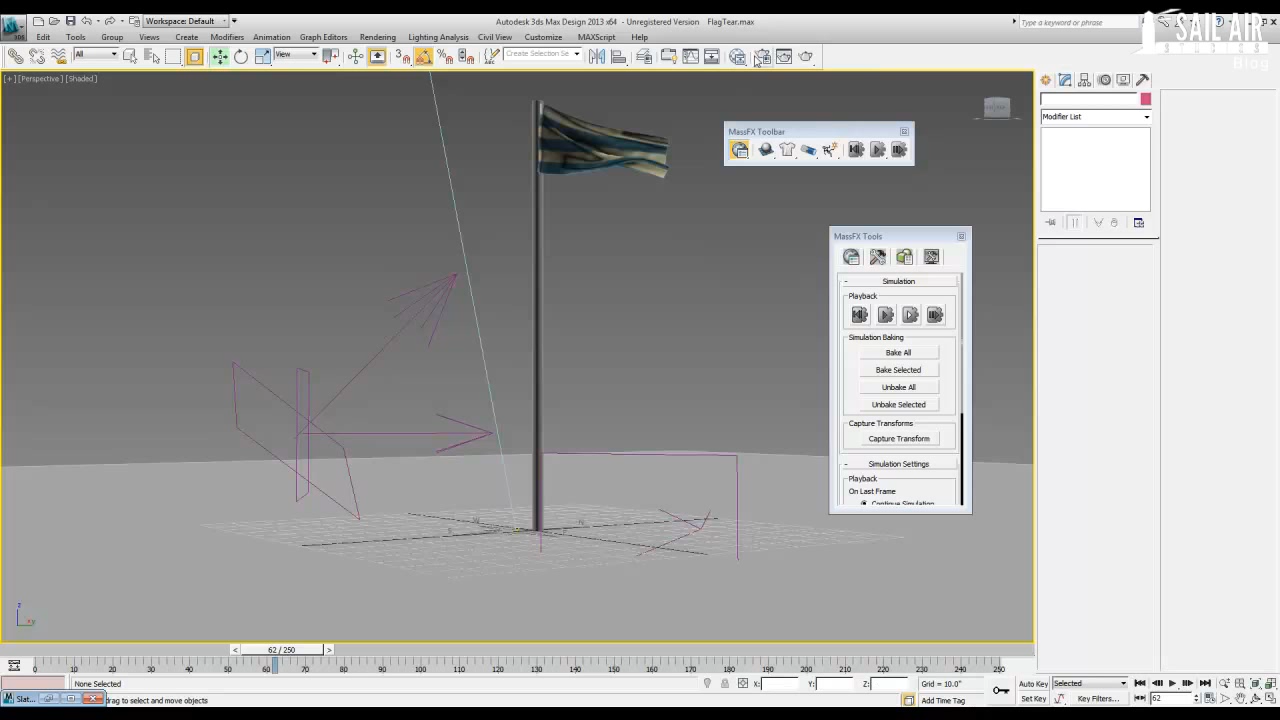 Workspace: Default
Autodesk 3ds Max Design 2013 x64 - Unregistered Version FlagTear.max
Type a keyword or phrase
SAIL AIR
STUDIOS
Blog
Edit Tools Group Views Create Modifiers Animation Graph Editors Rendering Lighting Analysis Civil View Customize MAXScript Help
All View Create Selection Se
[+] [Perspective] [Shaded]
MassFX Toolbar
Modifier List
MassFX Tools
- Simulation
Playback
Simulation Baking
Bake All
Bake Selected
Unbake All
Unbake Selected
Capture Transforms
Capture Transform
- Simulation Settings
Playback
On Last Frame
Continue Simulation
z
< 62 / 250 >
0 10 20 30 40 50 60 70 80 90 100 110 120 130 140 150 160 170 180 190 200 210 220 230 240 250
None Selected X: Y: Z: Grid = 10.0" Auto Key Selected
Slat... drag to select and move objects Add Time Tag Set Key Key Filters... 62